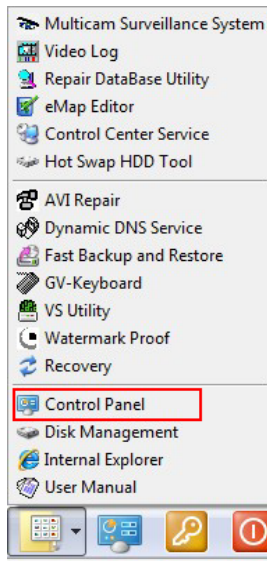 Multicam Surveillance System
Video Log
Repair DataBase Utility
eMap Editor
Control Center Service
Hot Swap HDD Tool
AVI Repair
Dynamic DNS Service
Fast Backup and Restore
GV-Keyboard
VS Utility
Watermark Proof
Recovery
Control Panel
Disk Management
Internal Explorer
User Manual